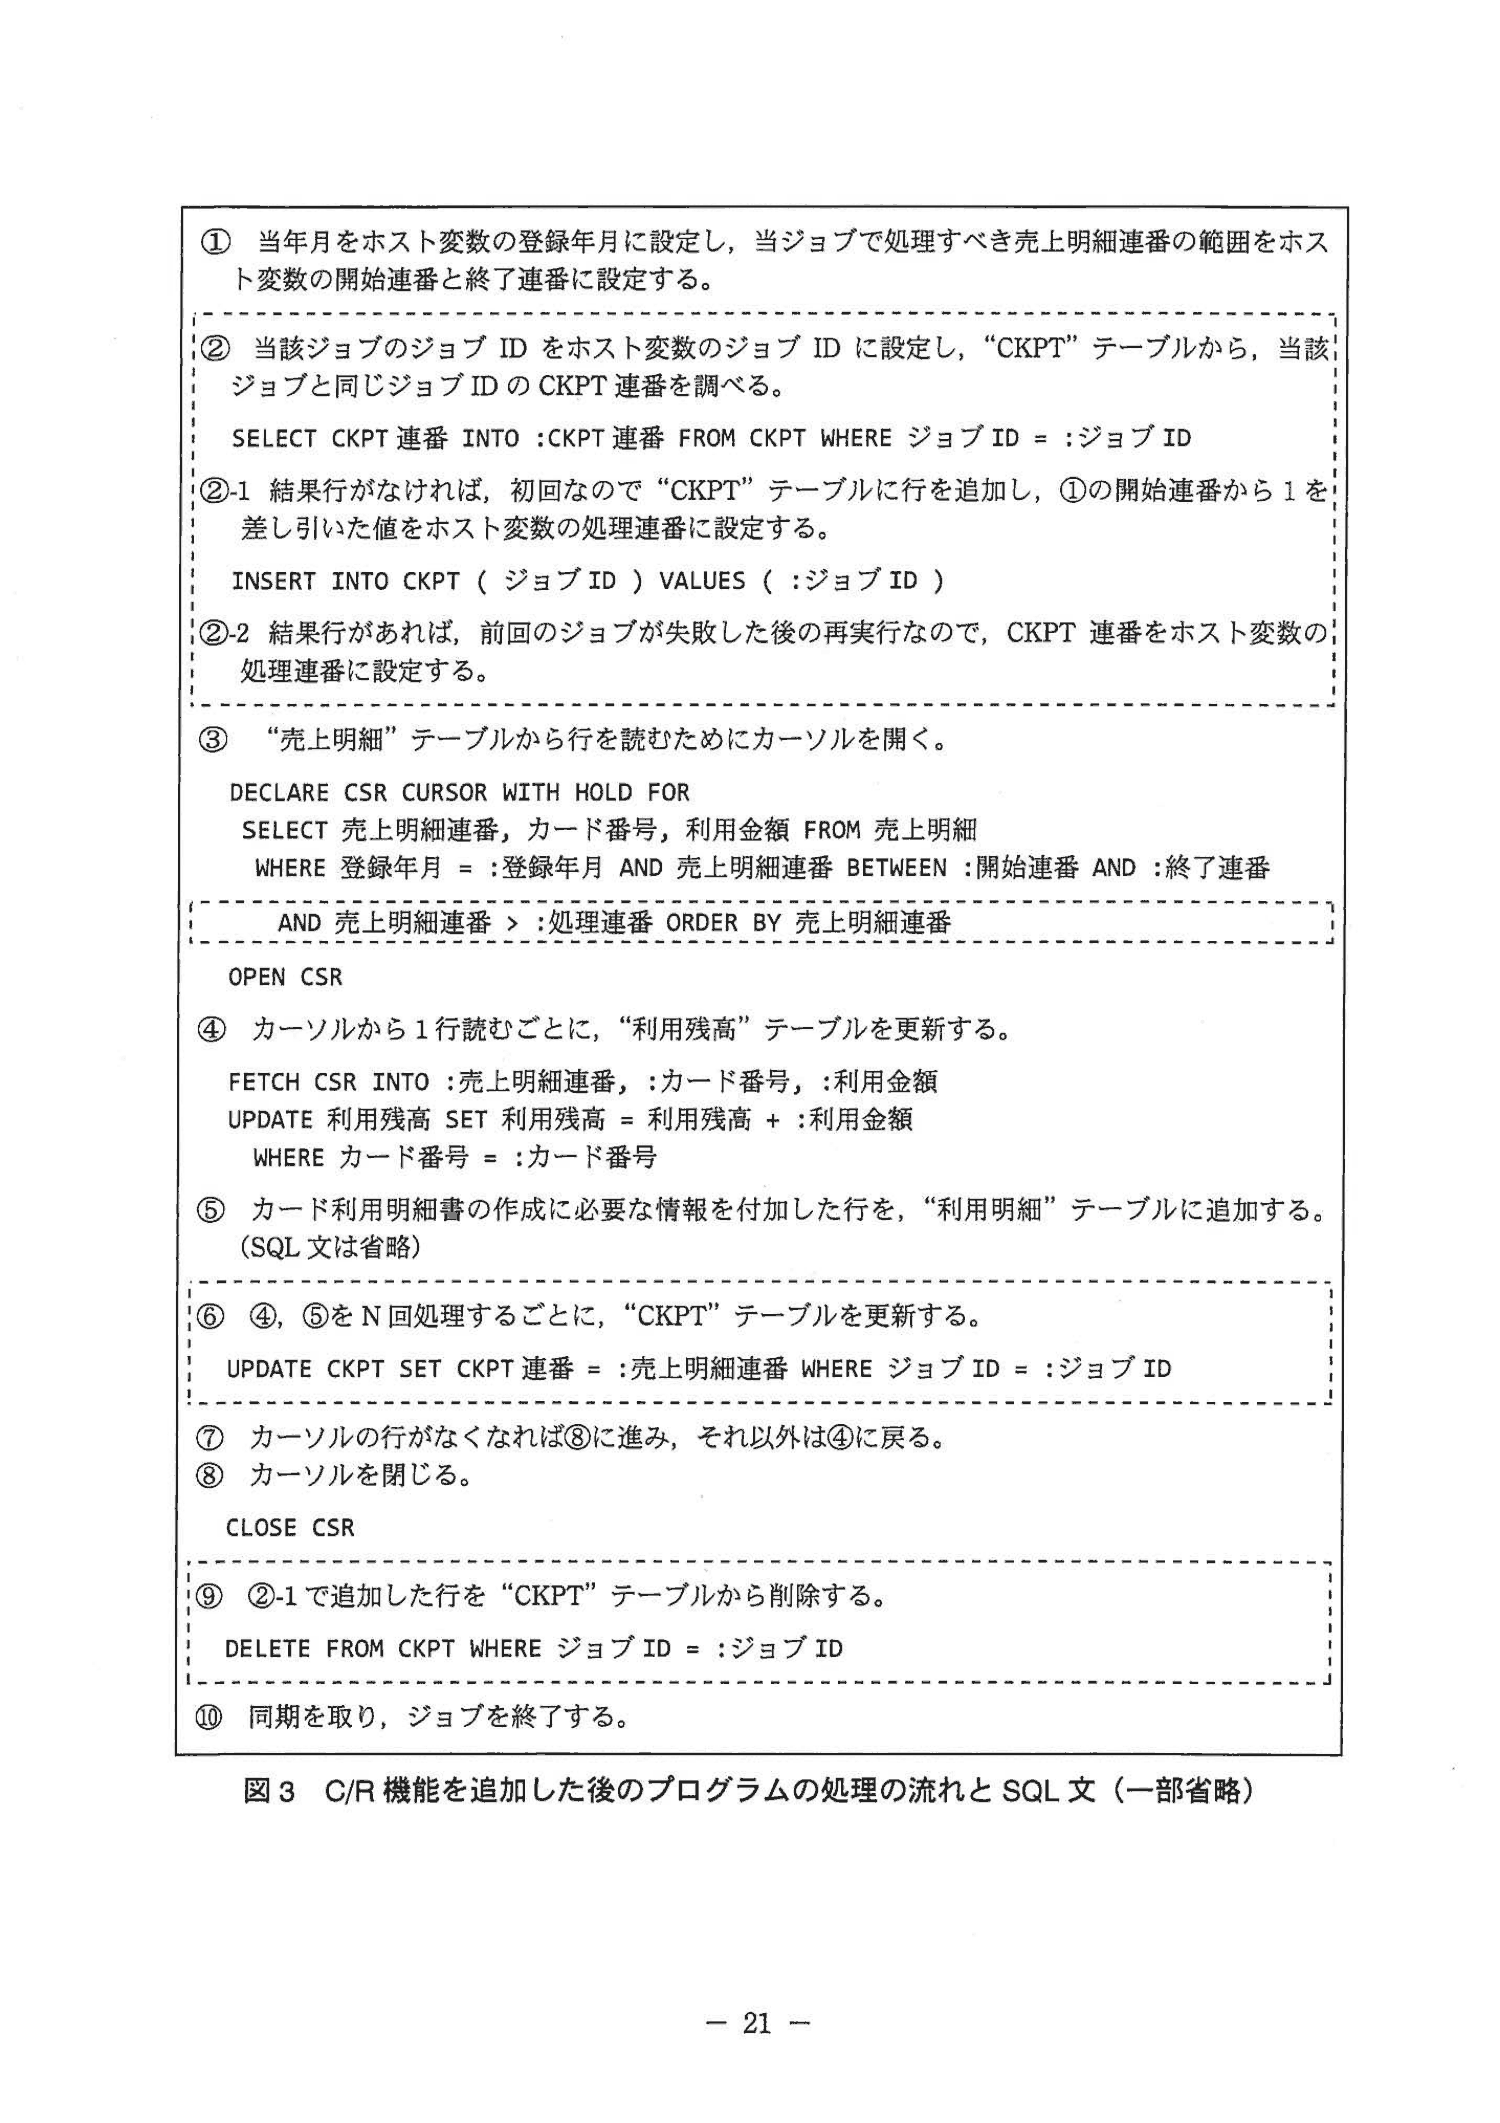 ① 当年月をホスト変数の登録年月に設定し，当ジョブで処理すべき売上明細連番の範囲をホス
ト変数の開始連番と終了連番に設定する。
② 当該ジョブのジョブ ID をホスト変数のジョブ ID に設定し，“CKPT” テーブルから，当該
ジョブと同じジョブ ID の CKPT 連番を調べる。
SELECT CKPT 連番 INTO :CKPT 連番 FROM CKPT WHERE ジョブ ID = :ジョブ ID
②-1 結果行がなければ，初回なので “CKPT” テーブルに行を追加し，①の開始連番から 1 を
差し引いた値をホスト変数の処理連番に設定する。
INSERT INTO CKPT ( ジョブ ID ) VALUES ( :ジョブ ID )
②-2 結果行があれば，前回のジョブが失敗した後の再実行なので，CKPT 連番をホスト変数の
処理連番に設定する。
③ “売上明細” テーブルから行を読むためにカーソルを開く。
DECLARE CSR CURSOR WITH HOLD FOR
SELECT 売上明細連番, カード番号, 利用金額 FROM 売上明細
WHERE 登録年月 = :登録年月 AND 売上明細連番 BETWEEN :開始連番 AND :終了連番
AND 売上明細連番 > :処理連番 ORDER BY 売上明細連番
OPEN CSR
④ カーソルから 1 行読むごとに，“利用残高” テーブルを更新する。
FETCH CSR INTO :売上明細連番, :カード番号, :利用金額
UPDATE 利用残高 SET 利用残高 = 利用残高 + :利用金額
WHERE カード番号 = :カード番号
⑤ カード利用明細書の作成に必要な情報を付加した行を，“利用明細” テーブルに追加する。
（SQL 文は省略）
⑥ ④，⑤を N 回処理するごとに，“CKPT” テーブルを更新する。
UPDATE CKPT SET CKPT 連番 = :売上明細連番 WHERE ジョブ ID = :ジョブ ID
⑦ カーソルの行がなくなれば⑧に進み，それ以外は④に戻る。
⑧ カーソルを閉じる。
CLOSE CSR
⑨ ②-1 で追加した行を “CKPT” テーブルから削除する。
DELETE FROM CKPT WHERE ジョブ ID = :ジョブ ID
⑩ 同期を取り，ジョブを終了する。
図 3 C/R 機能を追加した後のプログラムの処理の流れと SQL 文（一部省略）
－ 21 －